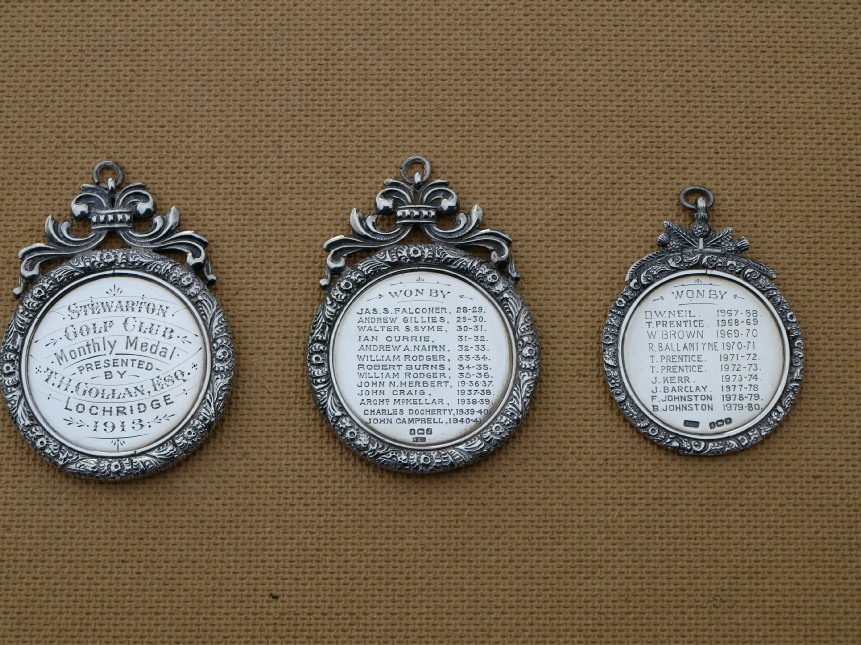 STEWARTON
GOLF CLUB
Monthly Medal
PRESENTED
BY
T.H. GOLLAN, ESQ.
LOCHRIDGE
1913.
WON BY
JAS. S. FALCONER, 28-29.
ANDREW GILLIES, 29-30.
WALTER S. SYME, 30-31.
IAN CURRIE, 31-32.
ANDREW A. NAIRN, 32-33.
WILLIAM RODGER, 33-34.
ROBERT BURNS, 34-35.
WILLIAM RODGER, 35-36.
JOHN N. HERBERT, 1936-37.
JOHN CRAIG, 1937-38.
ARCHD. McKELLAR, 1938-39.
CHARLES DOCHERTY, 1939-40
JOHN CAMPBELL, 1940-41
WON BY
D.W. NEIL. 1967-68.
T. PRENTICE. 1968-69
W BROWN 1969-70
R. BALLANTYNE 1970-71
T. PRENTICE. 1971-72.
T. PRENTICE. 1972-73.
J. KERR. 1973-74.
J. BARCLAY 1977-78
F. JOHNSTON 1978-79.
B. JOHNSTON 1979-80.